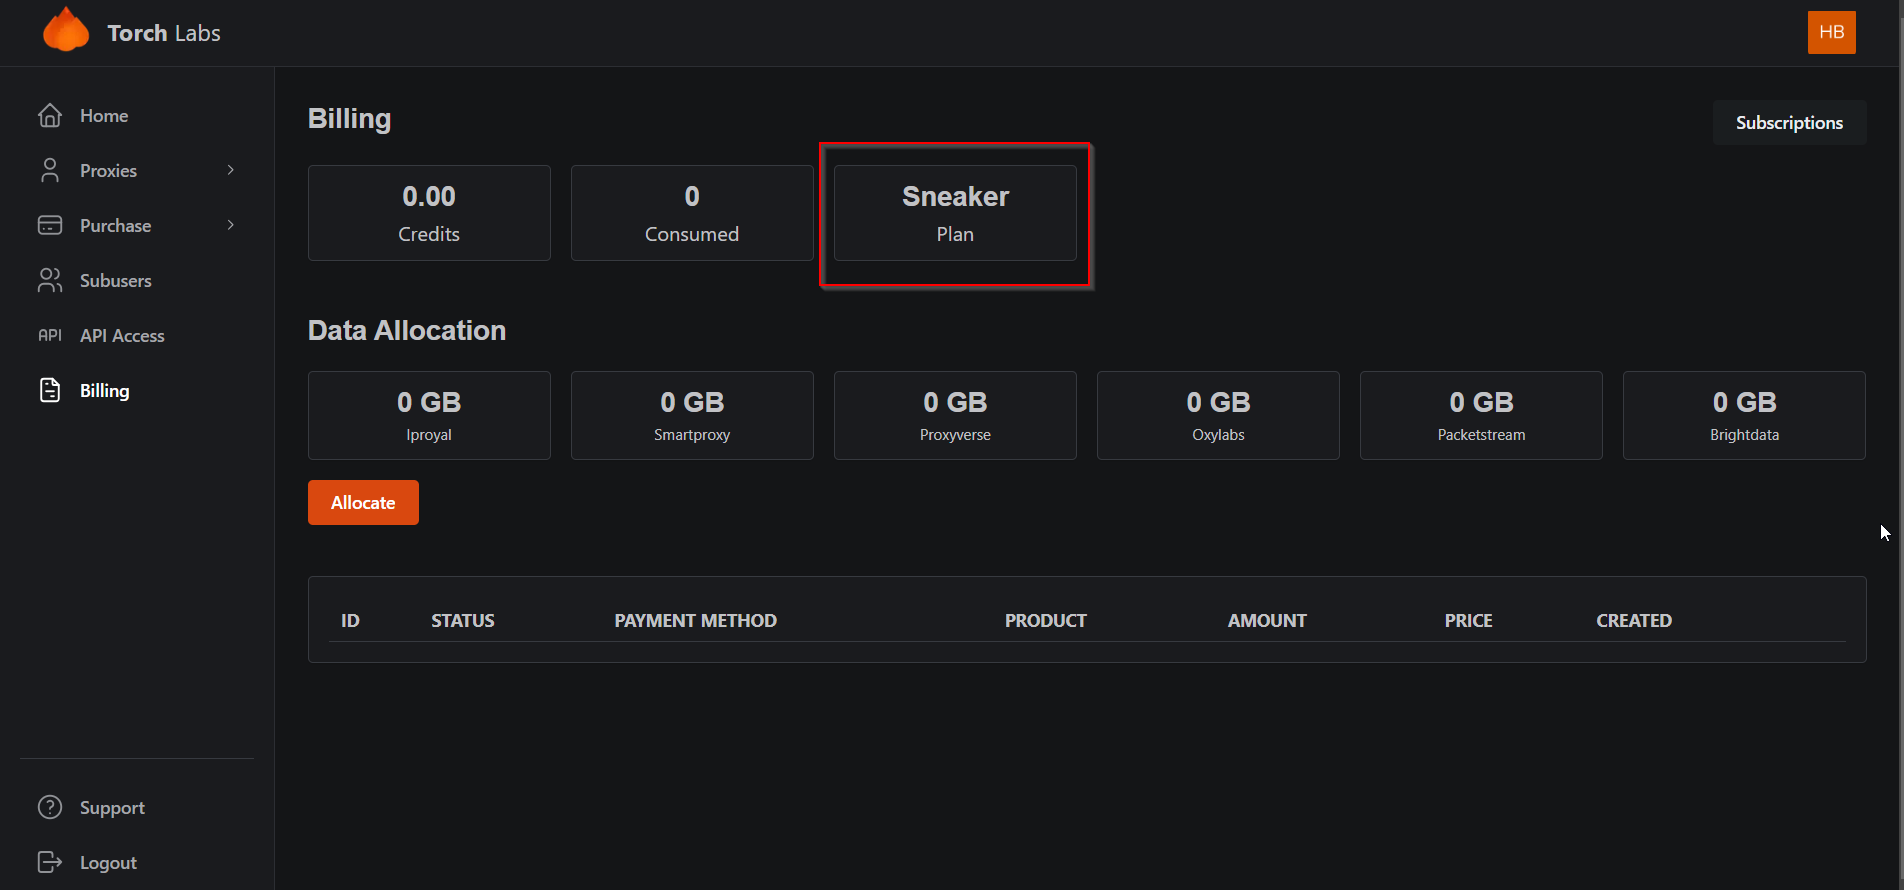 Torch Labs
HB
Home
Proxies
Purchase
Subusers
API API Access
Billing
Support
Logout
Billing
Subscriptions
0.00
Credits
0
Consumed
Sneaker
Plan
Data Allocation
0 GB
Iproyal
0 GB
Smartproxy
0 GB
Proxyverse
0 GB
Oxylabs
0 GB
Packetstream
0 GB
Brightdata
Allocate
ID STATUS PAYMENT METHOD PRODUCT AMOUNT PRICE CREATED